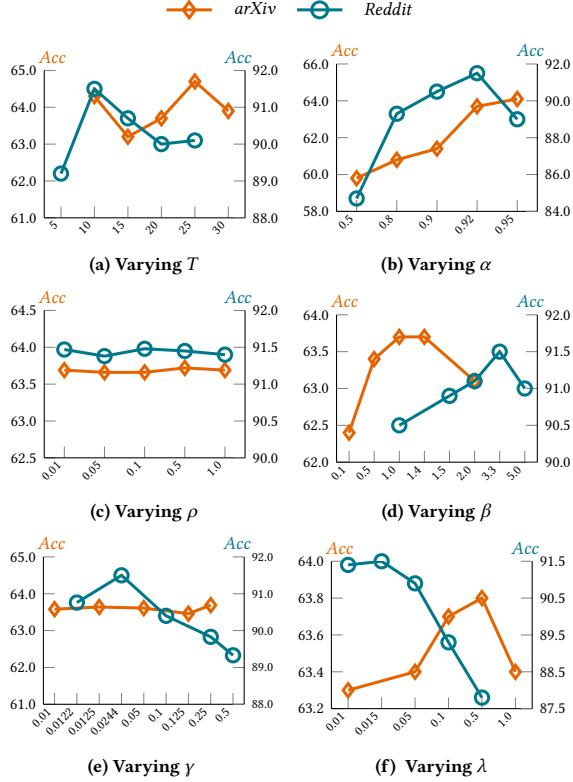 arXiv Reddit
Acc Acc
65.0 92.0
64.0 91.0
63.0 90.0
62.0 89.0
61.0 88.0
5 10 15 20 25 30
(a) Varying T
Acc Acc
66.0 92.0
64.0 90.0
62.0 88.0
60.0 86.0
58.0 84.0
0.5 0.8 0.9 0.92 0.95
(b) Varying α
Acc Acc
64.5 92.0
64.0 91.5
63.5 91.0
63.0 90.5
62.5 90.0
0.01 0.05 0.1 0.5 1.0
(c) Varying ρ
Acc Acc
64.0 92.0
63.5 91.5
63.0 91.0
62.5 90.5
62.0 90.0
0.1 0.5 1.0 1.4 1.5 2.0 3.3 5.0
(d) Varying β
Acc Acc
65.0 92.0
64.0 91.0
63.0 90.0
62.0 89.0
61.0 88.0
0.01 0.0122 0.0125 0.0244 0.05 0.1 0.125 0.25 0.5
(e) Varying γ
Acc Acc
64.0 91.5
63.8 90.5
63.6 89.5
63.4 88.5
63.2 87.5
0.01 0.015 0.05 0.1 0.5 1.0
(f) Varying λ